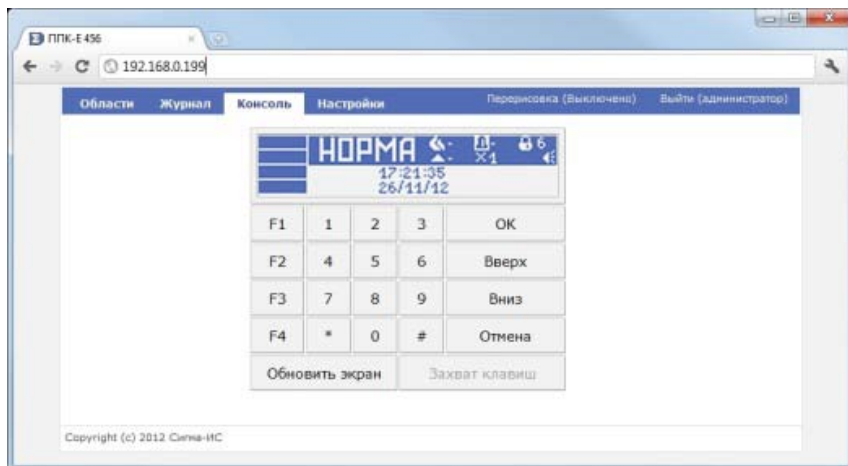 ППК-Е 456
192.168.0.199
Области Журнал Консоль Настройки Перерисовка (Выключено) Выйти (администратор)
НОРМА - 6
- ×1
17:21:35
26/11/12
F1 1 2 3 OK
F2 4 5 6 Вверх
F3 7 8 9 Вниз
F4 * 0 # Отмена
Обновить экран Захват клавиш
Copyright (c) 2012 Сигма-ИС